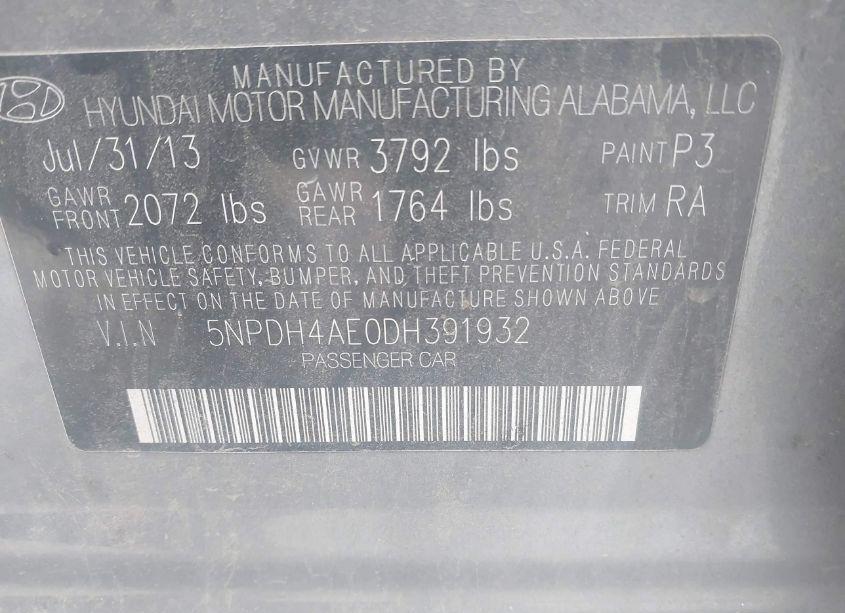 MANUFACTURED BY
HYUNDAI MOTOR MANUFACTURING ALABAMA, LLC
Jul/31/13 GVWR 3792 lbs PAINT P3
GAWR FRONT 2072 lbs GAWR REAR 1764 lbs TRIM RA
THIS VEHICLE CONFORMS TO ALL APPLICABLE U.S.A. FEDERAL
MOTOR VEHICLE SAFETY, BUMPER, AND THEFT PREVENTION STANDARDS
IN EFFECT ON THE DATE OF MANUFACTURE SHOWN ABOVE
V.I.N 5NPDH4AE0DH391932
PASSENGER CAR